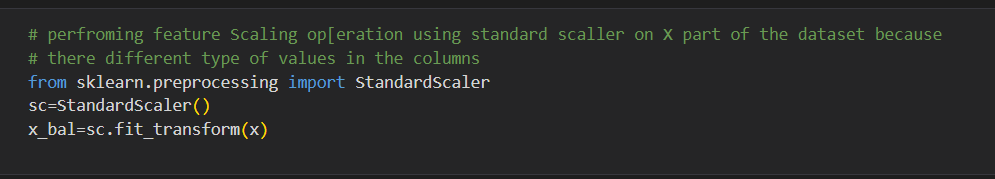 # perfroming feature Scaling op[eration using standard scaller on X part of the dataset because
# there different type of values in the columns
from sklearn.preprocessing import StandardScaler
sc=StandardScaler()
x_bal=sc.fit_transform(x)